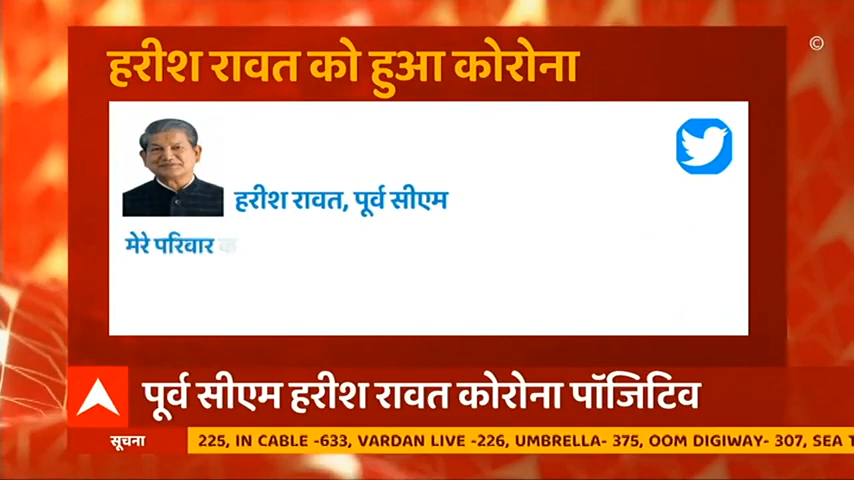 ©
हरीश रावत को हुआ कोरोना
हरीश रावत, पूर्व सीएम
मेरे परिवार
पूर्व सीएम हरीश रावत कोरोना पॉजिटिव
सूचना
225, IN CABLE -633, VARDAN LIVE -226, UMBRELLA- 375, OOM DIGIWAY- 307, SEA